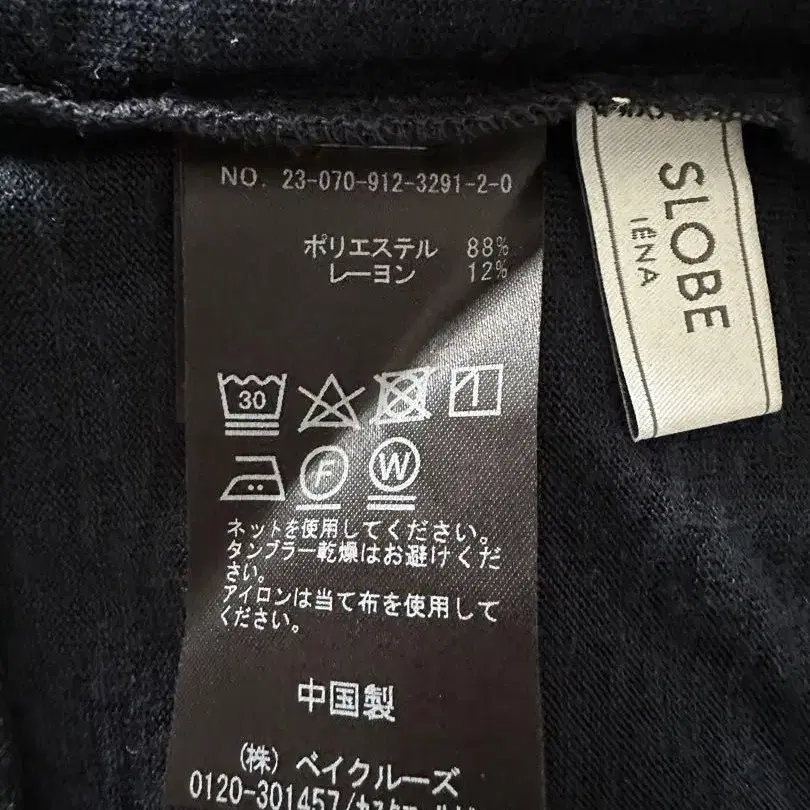 NO. 23-070-912-3291-2-0
ポリエステル 88%
レーヨン 12%
30
F W
ネットを使用してください。
タンブラー乾燥はお避けくだ
さい。
アイロンは当て布を使用して
ください。
中国製
(株) ベイクルーズ
0120-301457/
SLOBE
IÉNA